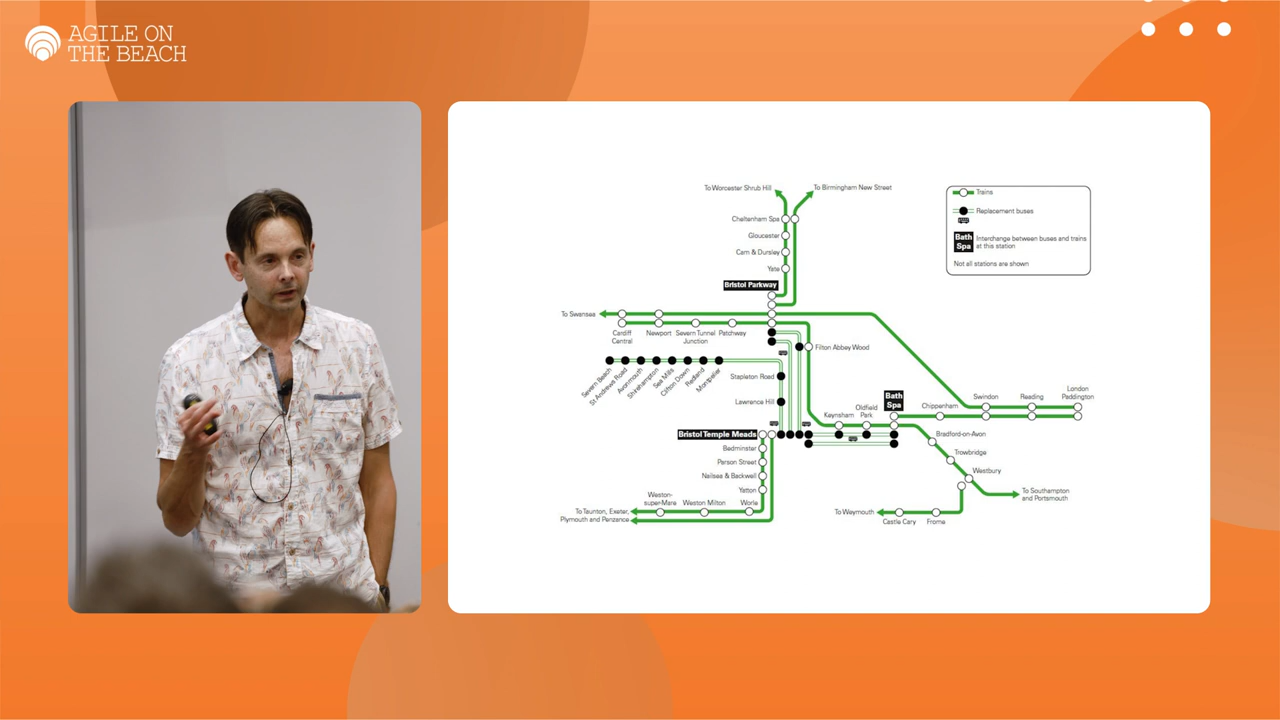 AGILE ON
THE BEACH
To Worcester Shrub Hill
To Birmingham New Street
Cheltenham Spa
Gloucester
Cam & Dursley
Yate
Bristol Parkway
Trains
Replacement buses
Bath
Spa
Interchange between buses and trains
at this station
Not all stations are shown
To Swansea
Cardiff
Central
Newport
Severn Tunnel
Junction
Patchway
Filton Abbey Wood
Severn Beach
St Andrews Road
Avonmouth
Shirehampton
Sea Mills
Clifton Down
Redland
Montpelier
Stapleton Road
Lawrence Hill
Bristol Temple Meads
Keynsham
Oldfield
Park
Bath
Spa
Chippenham
Swindon
Reading
London
Paddington
Bradford-on-Avon
Trowbridge
Westbury
To Southampton
and Portsmouth
To Weymouth
Castle Cary
Frome
Bedminster
Parson Street
Nailsea & Backwell
Yatton
Weston-
super-Mare
Weston Milton
Worle
To Taunton, Exeter,
Plymouth and Penzance